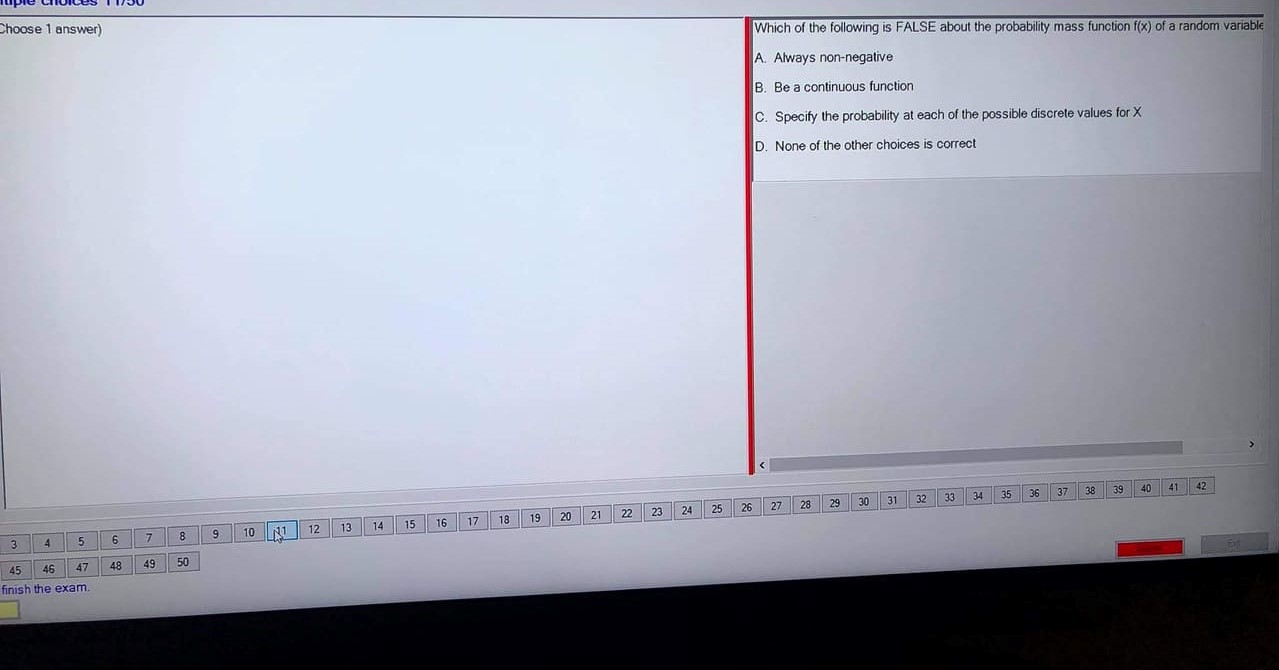 choices 11/50
Choose 1 answer)
Which of the following is FALSE about the probability mass function f(x) of a random variable
A. Always non-negative
B. Be a continuous function
C. Specify the probability at each of the possible discrete values for X
D. None of the other choices is correct
3 4 5 6 7 8 9 10 11 12 13 14 15 16 17 18 19 20 21 22 23 24 25 26 27 28 29 30 31 32 33 34 35 36 37 38 39 40 41 42
45 46 47 48 49 50
Exit
finish the exam.